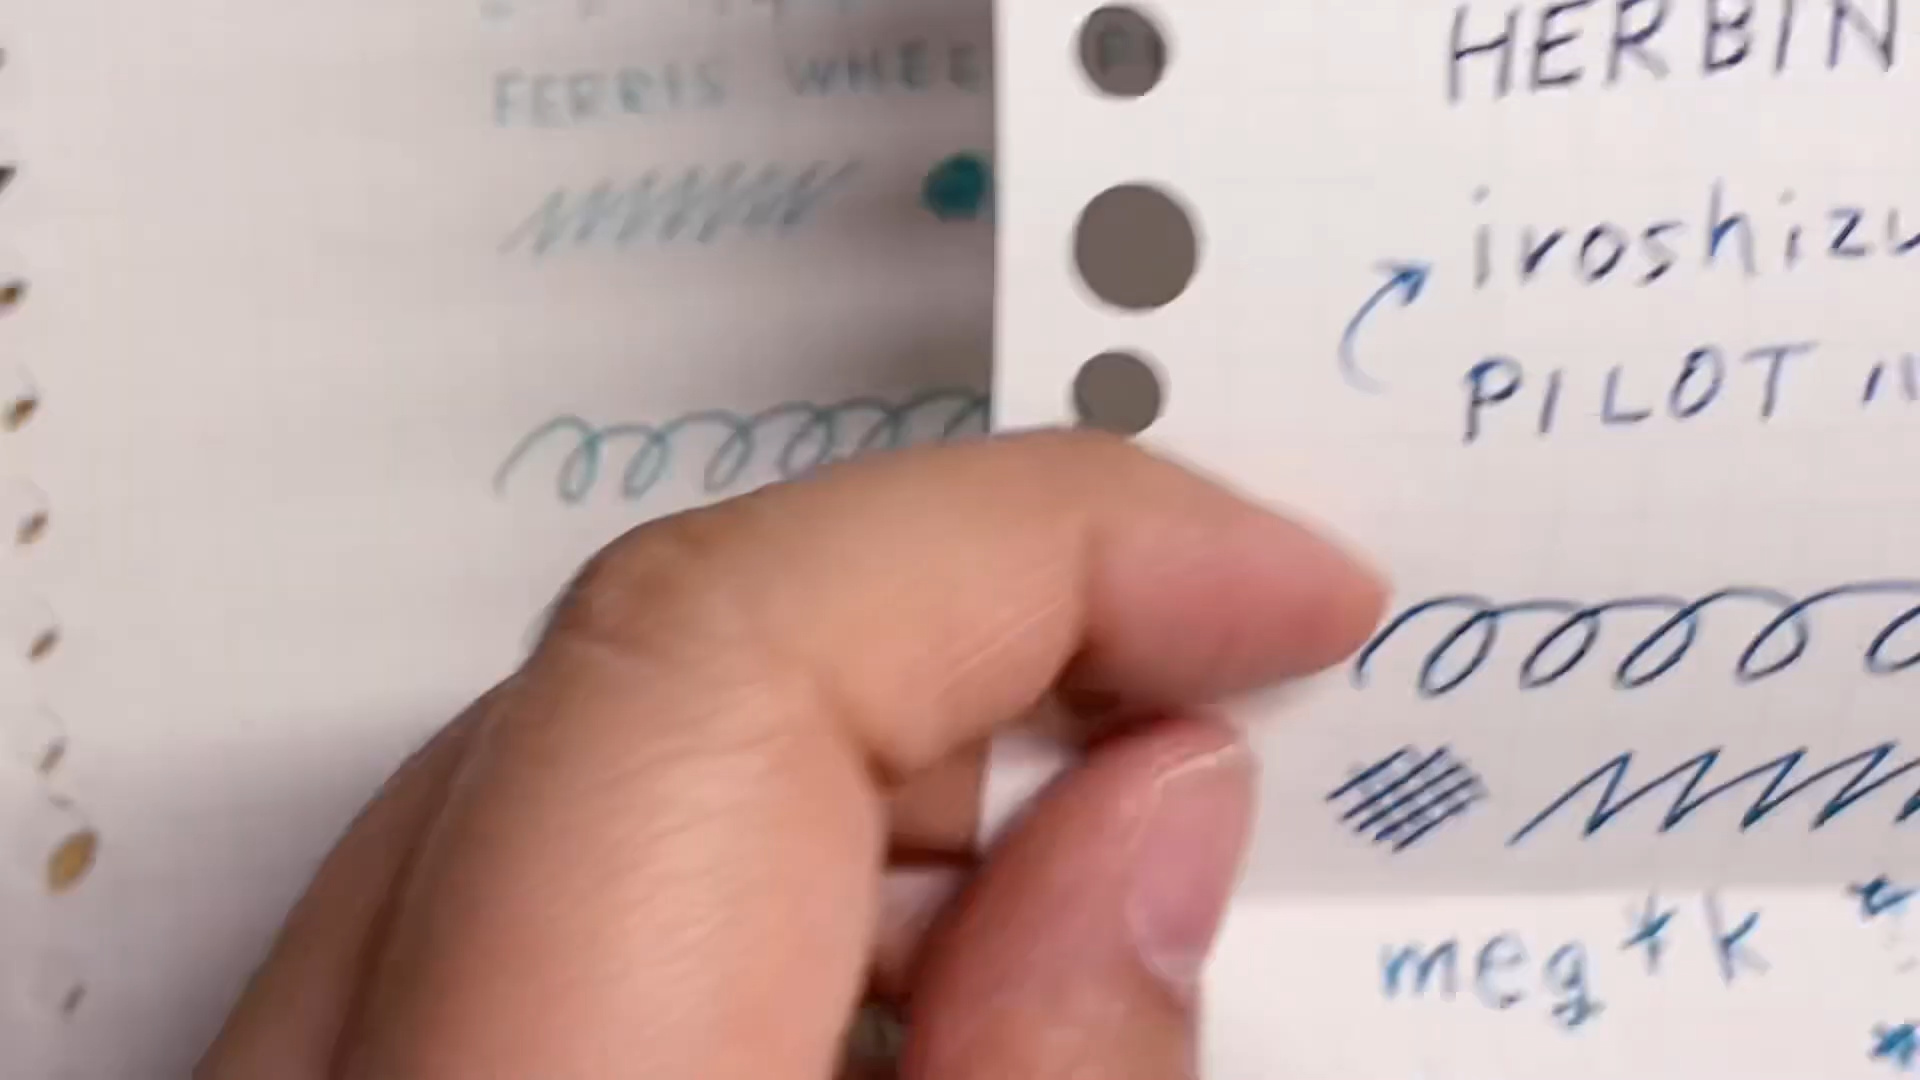 FERRIS WHEE
HERBIN
iroshizu
PILOT
meg + k